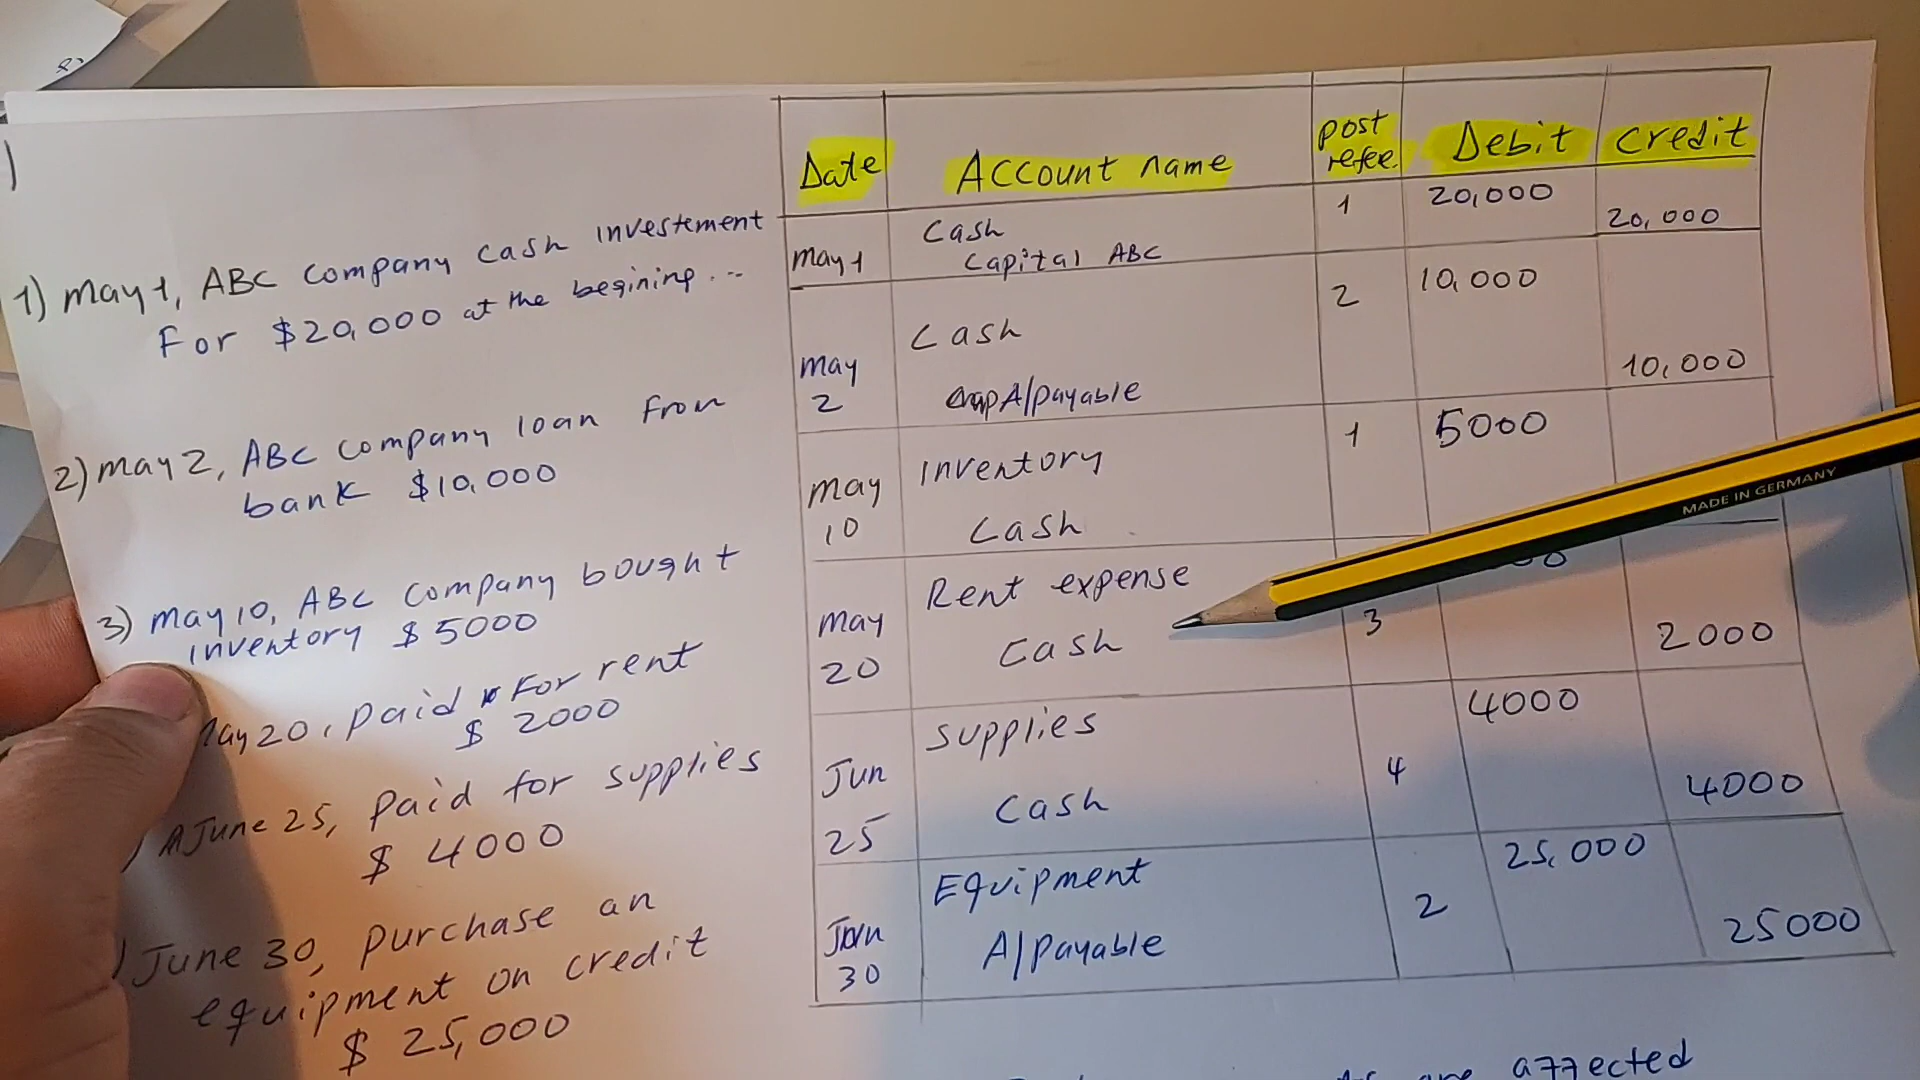 1) May 1, ABC company cash investement
For $20,000 at the begining...
2) may 2, ABC company loan from
bank $10,000
3) may 10, ABC company bought
inventory $5000
May 20, paid for rent
$ 2000
June 25, paid for supplies
$ 4000
June 30, purchase an
equipment on credit
$ 25,000
Date Account name post refee. Debit credit
may 1 Cash 1 20,000
Capital ABC 20,000
may 2 Cash 2 10,000
A/payable 10,000
may 10 Inventory 1 5000
Cash
may 20 Rent expense
Cash 3 2000
Jun 25 Supplies 4000
Cash 4 4000
Jun 30 Equipment 25,000
A/payable 2 25000
are affected
MADE IN GERMANY